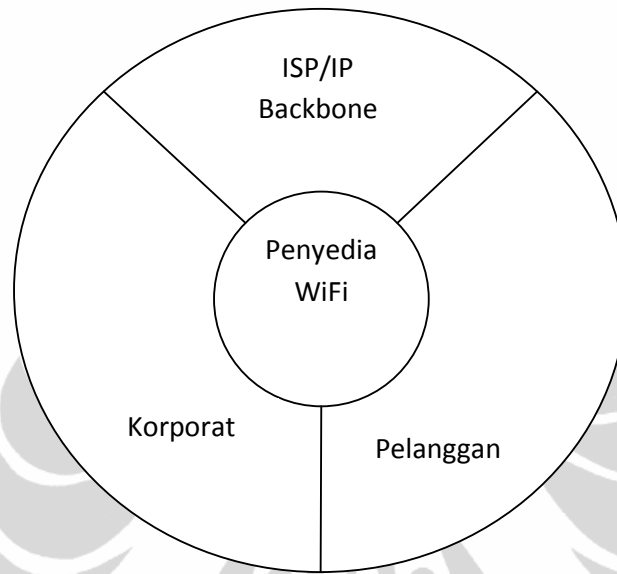 ISP/IP
Backbone
Penyedia
WiFi
Korporat
Pelanggan